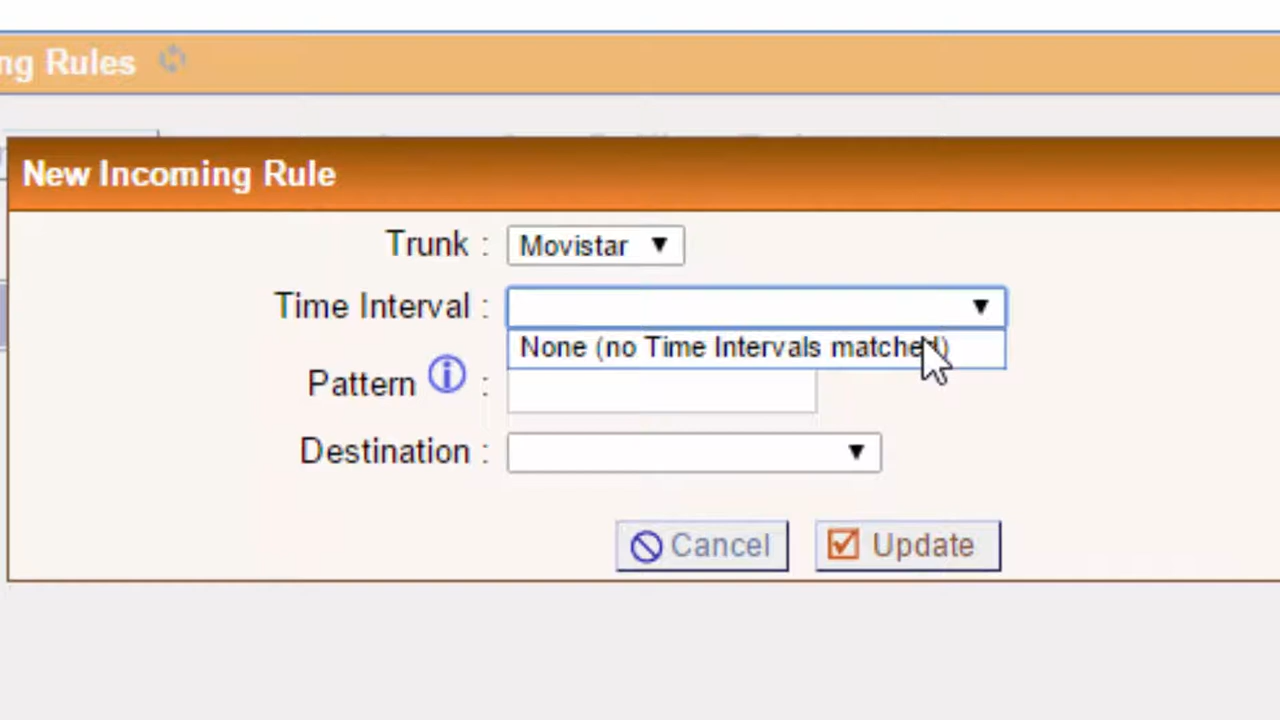 ng Rules
New Incoming Rule
Trunk : Movistar ▼
Time Interval : ▼
None (no Time Intervals matched)
Pattern ⓘ :
Destination : ▼
Cancel Update